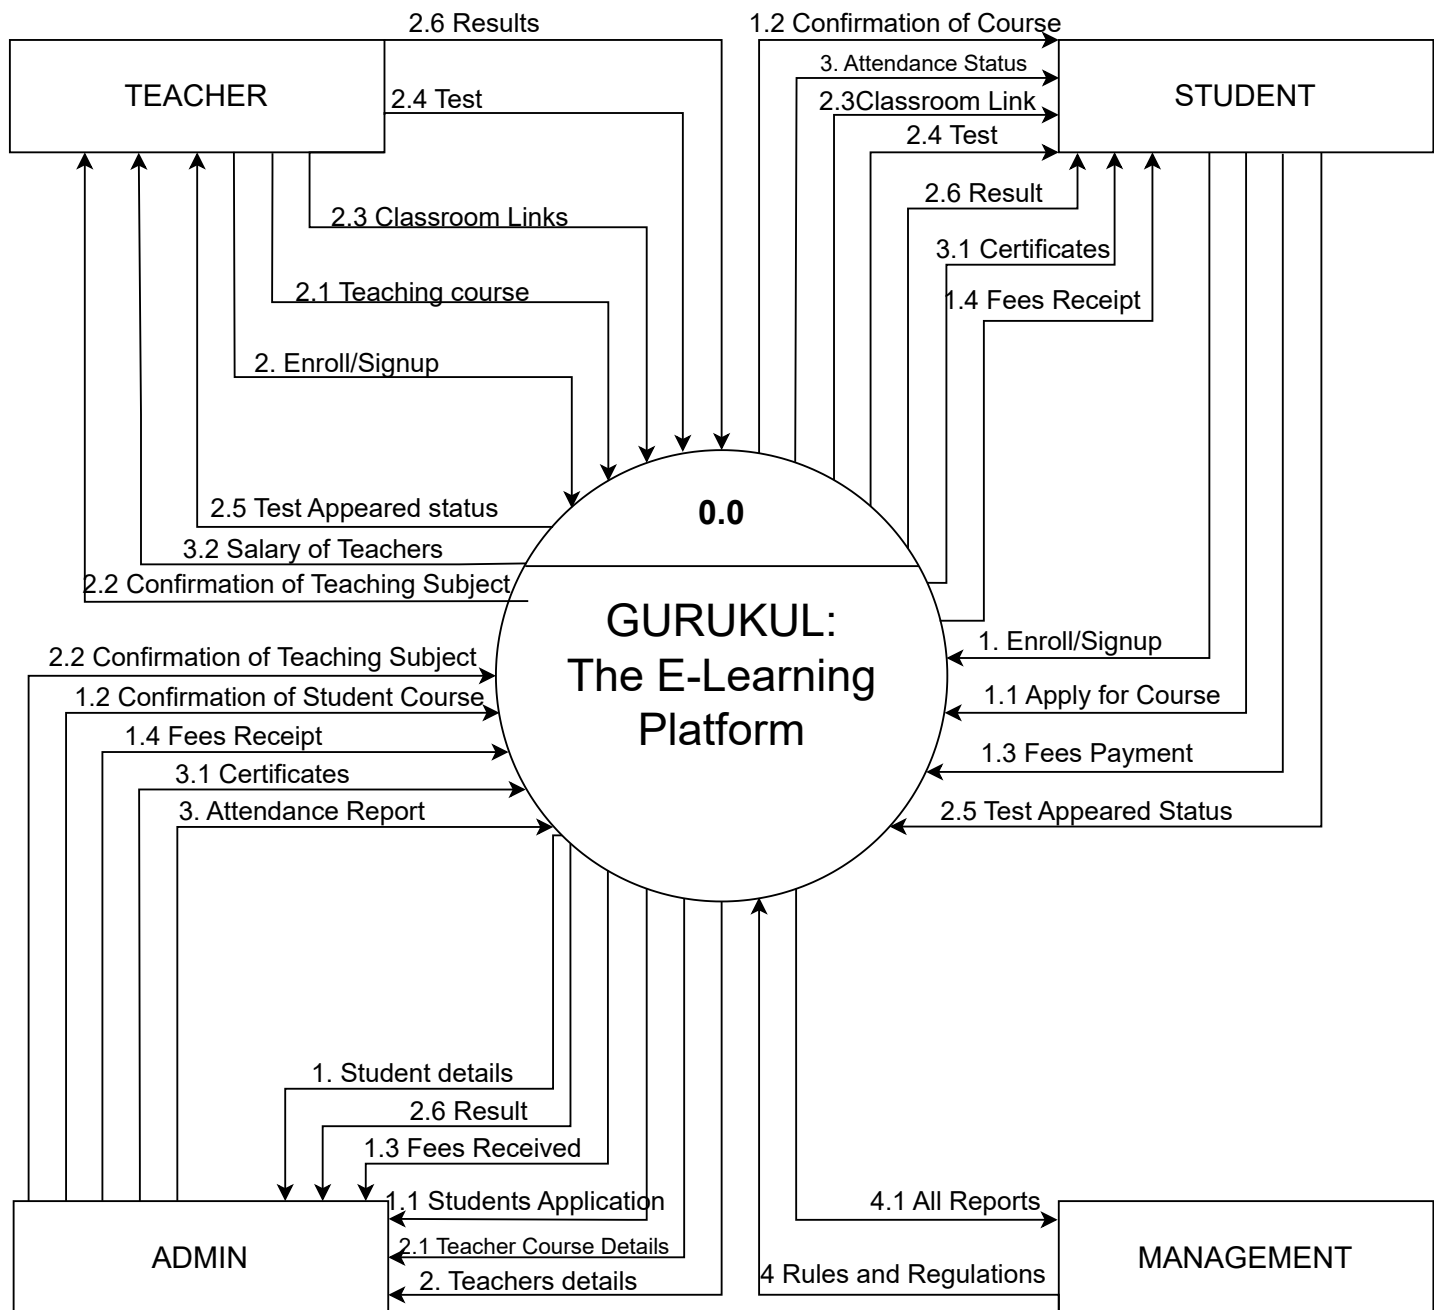 2.6 Results
1.2 Confirmation of Course
TEACHER
2.4 Test
3. Attendance Status
STUDENT
2.3Classroom Link
2.4 Test
2.3 Classroom Links
2.6 Result
3.1 Certificates
2.1 Teaching course
1.4 Fees Receipt
2. Enroll/Signup
2.5 Test Appeared status
0.0
3.2 Salary of Teachers
2.2 Confirmation of Teaching Subject
GURUKUL:
The E-Learning
Platform
2.2 Confirmation of Teaching Subject
1. Enroll/Signup
1.2 Confirmation of Student Course
1.1 Apply for Course
1.4 Fees Receipt
1.3 Fees Payment
3.1 Certificates
3. Attendance Report
2.5 Test Appeared Status
1. Student details
2.6 Result
1.3 Fees Received
1.1 Students Application
4.1 All Reports
2.1 Teacher Course Details
ADMIN
MANAGEMENT
2. Teachers details
4 Rules and Regulations